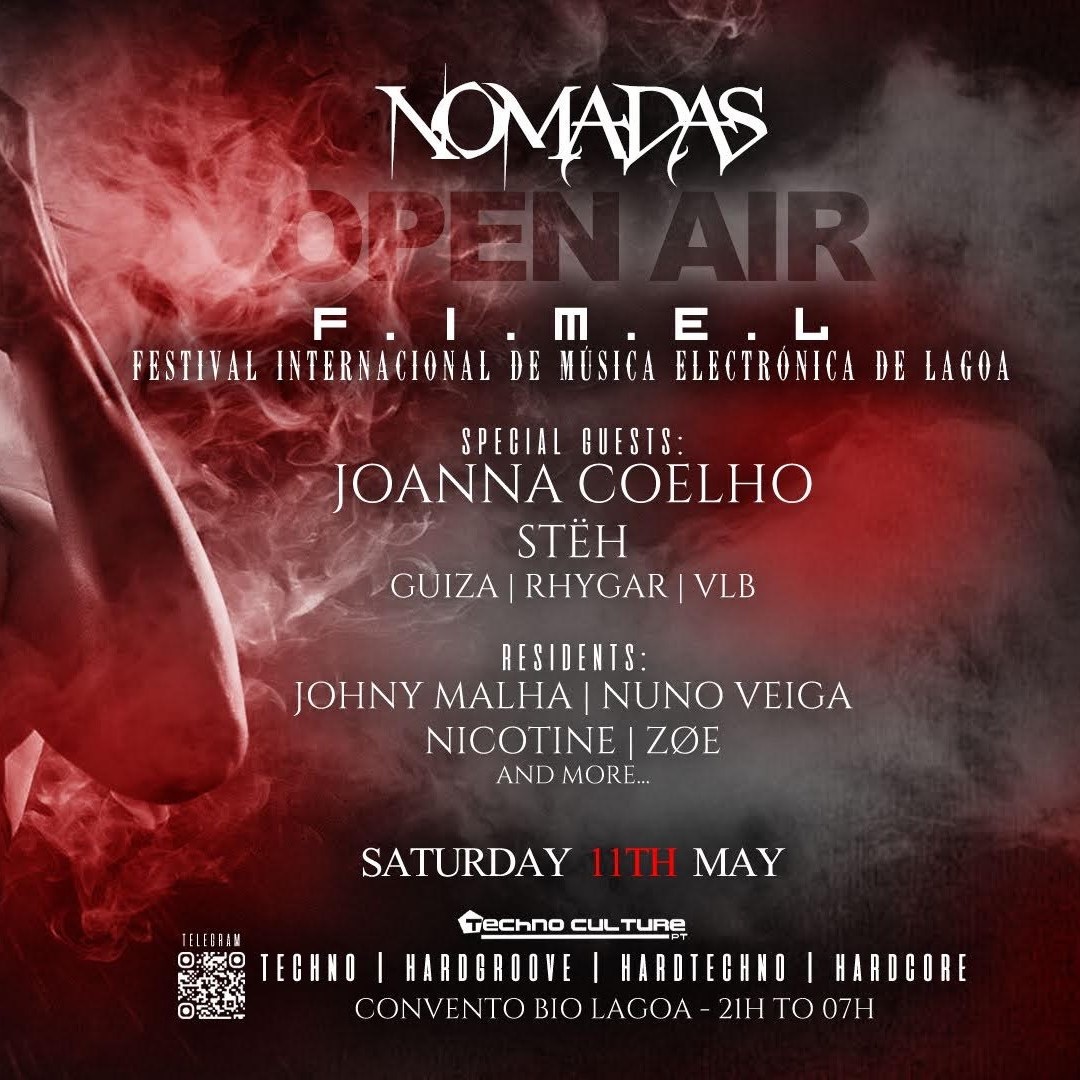 NOMADAS
OPEN AIR
F.I.M.E.L
FESTIVAL INTERNACIONAL DE MÚSICA ELECTRÓNICA DE LAGOA
SPECIAL GUESTS:
JOANNA COELHO
STËH
GUIZA | RHYGAR | VLB
RESIDENTS:
JOHNY MALHA | NUNO VEIGA
NICOTINE | ZØE
AND MORE...
SATURDAY 11TH MAY
TECHNO CULTURE
PT
TELEGRAM
TECHNO | HARDGROOVE | HARDTECHNO | HARDCORE
CONVENTO BIO LAGOA - 21H TO 07H